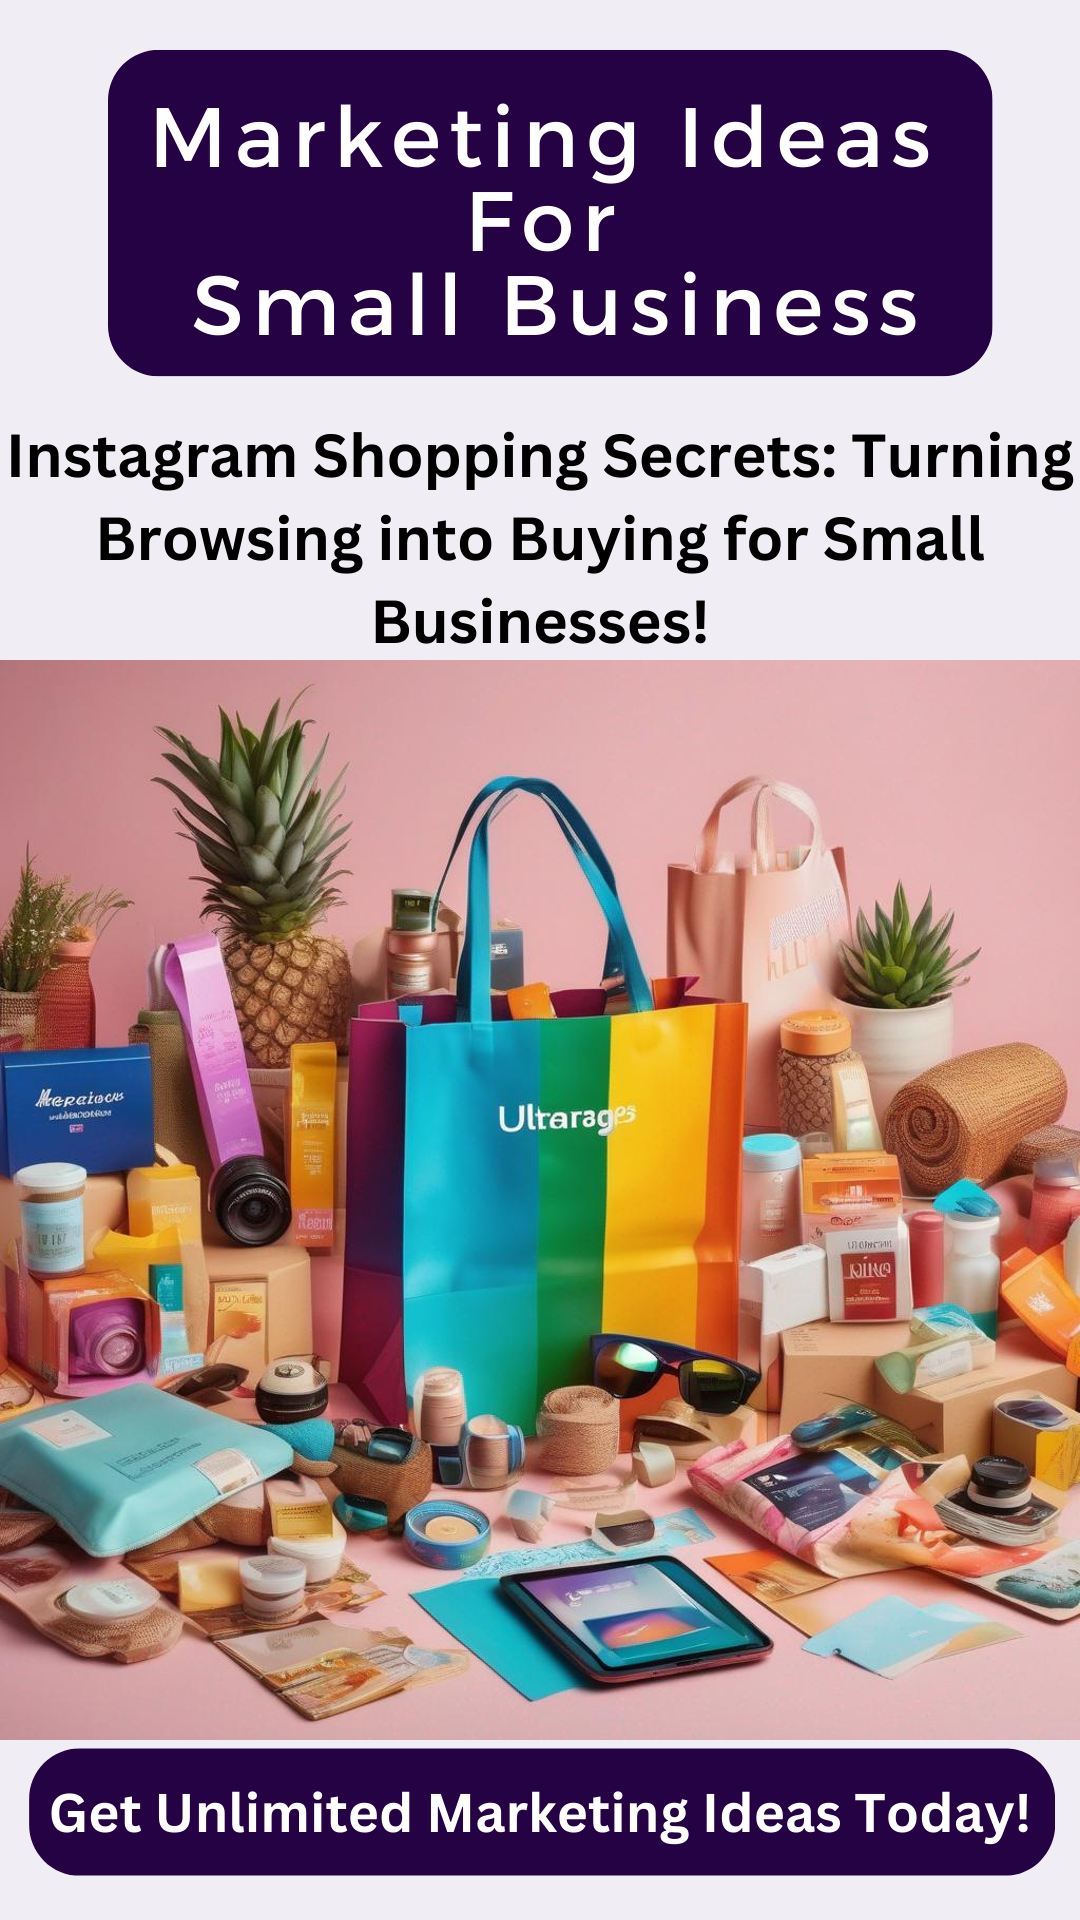 Marketing Ideas
For
Small Business
Instagram Shopping Secrets: Turning
Browsing into Buying for Small
Businesses!
Ultarages
Get Unlimited Marketing Ideas Today!